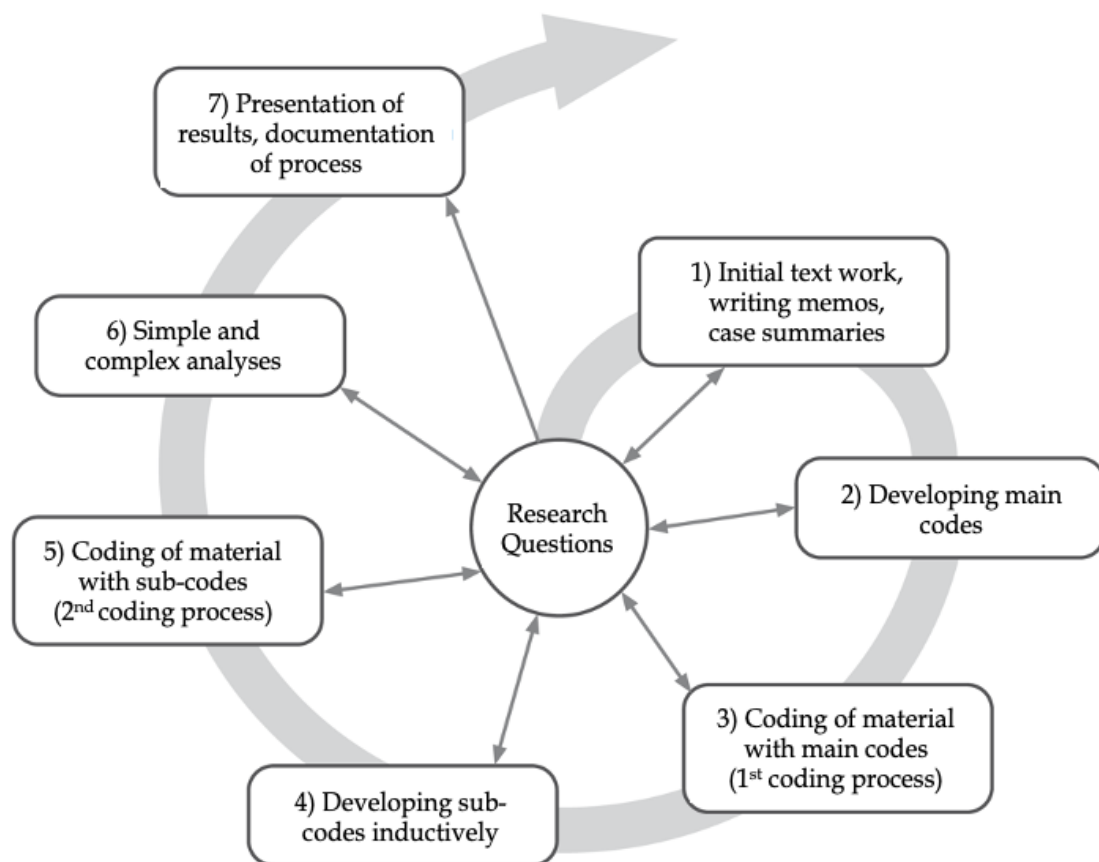 7) Presentation of
results, documentation
of process
1) Initial text work,
writing memos,
case summaries
6) Simple and
complex analyses
2) Developing main
codes
Research
Questions
5) Coding of material
with sub-codes
(2nd coding process)
3) Coding of material
with main codes
(1st coding process)
4) Developing sub-
codes inductively